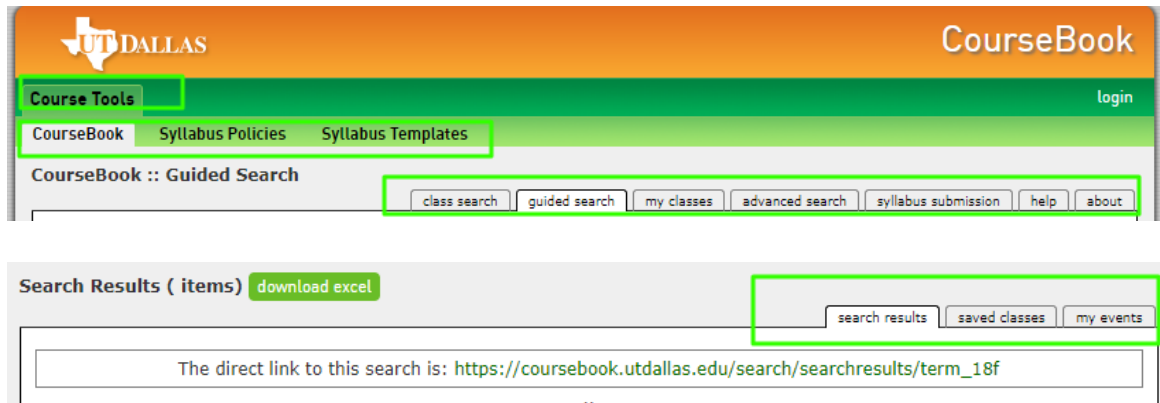 UT DALLAS
CourseBook
Course Tools
login
CourseBook Syllabus Policies Syllabus Templates
CourseBook :: Guided Search
class search guided search my classes advanced search syllabus submission help about
Search Results ( items) download excel
search results saved classes my events
The direct link to this search is: https://coursebook.utdallas.edu/search/searchresults/term_18f